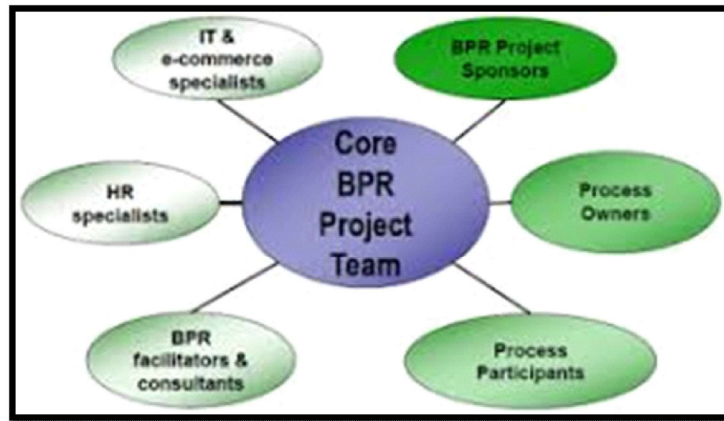 IT &
e-commerce
specialists
BPR Project
Sponsors
Core
BPR
Project
Team
HR
specialists
Process
Owners
BPR
facilitators &
consultants
Process
Participants